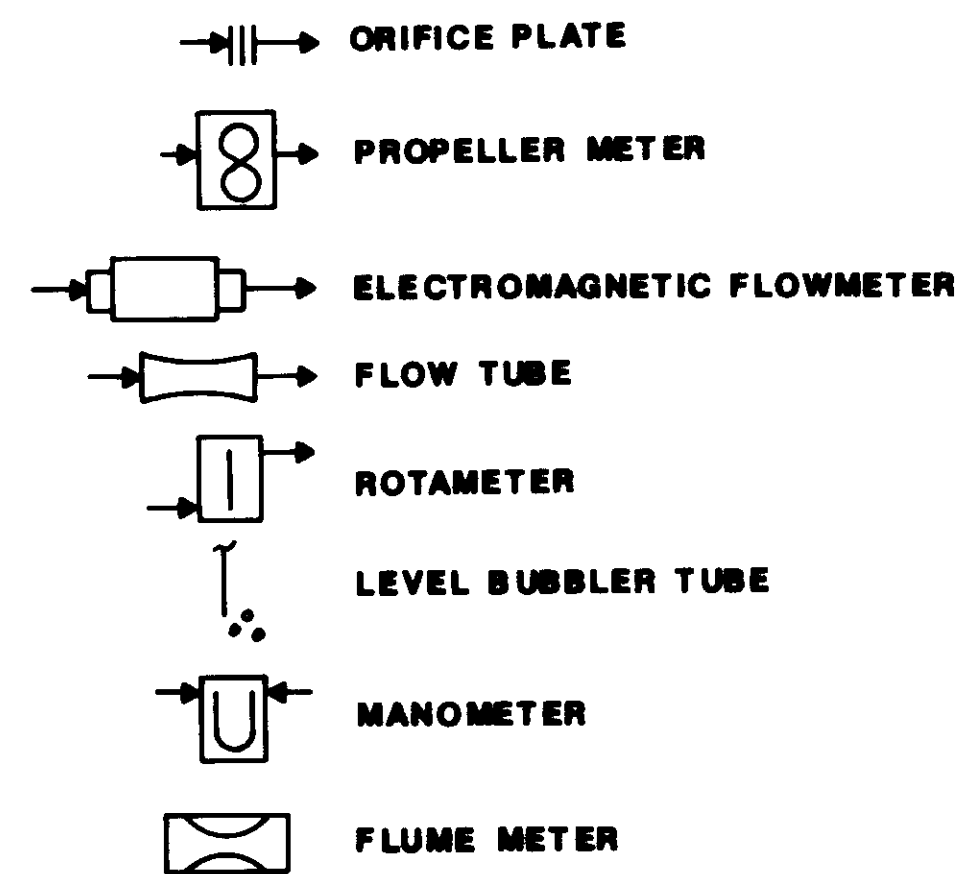 ORIFICE PLATE
PROPELLER METER
ELECTROMAGNETIC FLOWMETER
FLOW TUBE
ROTAMETER
LEVEL BUBBLER TUBE
MANOMETER
FLUME METER